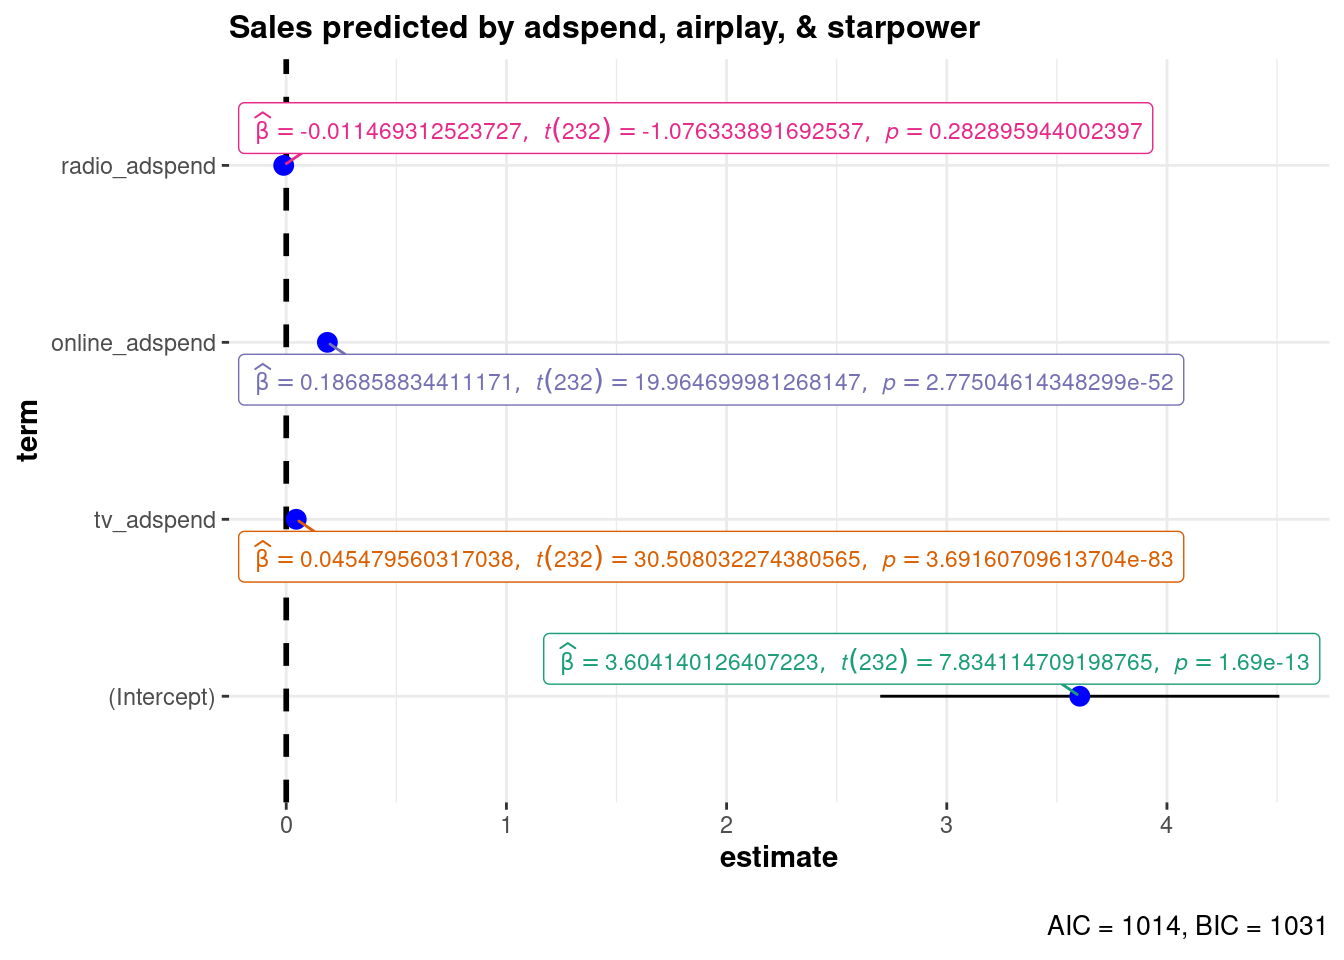 Sales predicted by adspend, airplay, & starpower
β̂ = -0.011469312523727, t(232) = -1.076333891692537, p = 0.282895944002397
radio_adspend
online_adspend
β̂ = 0.186858834411171, t(232) = 19.964699981268147, p = 2.77504614348299e-52
term
tv_adspend
β̂ = 0.045479560317038, t(232) = 30.508032274380565, p = 3.69160709613704e-83
β̂ = 3.604140126407223, t(232) = 7.834114709198765, p = 1.69e-13
(Intercept)
0 1 2 3 4
estimate
AIC = 1014, BIC = 1031